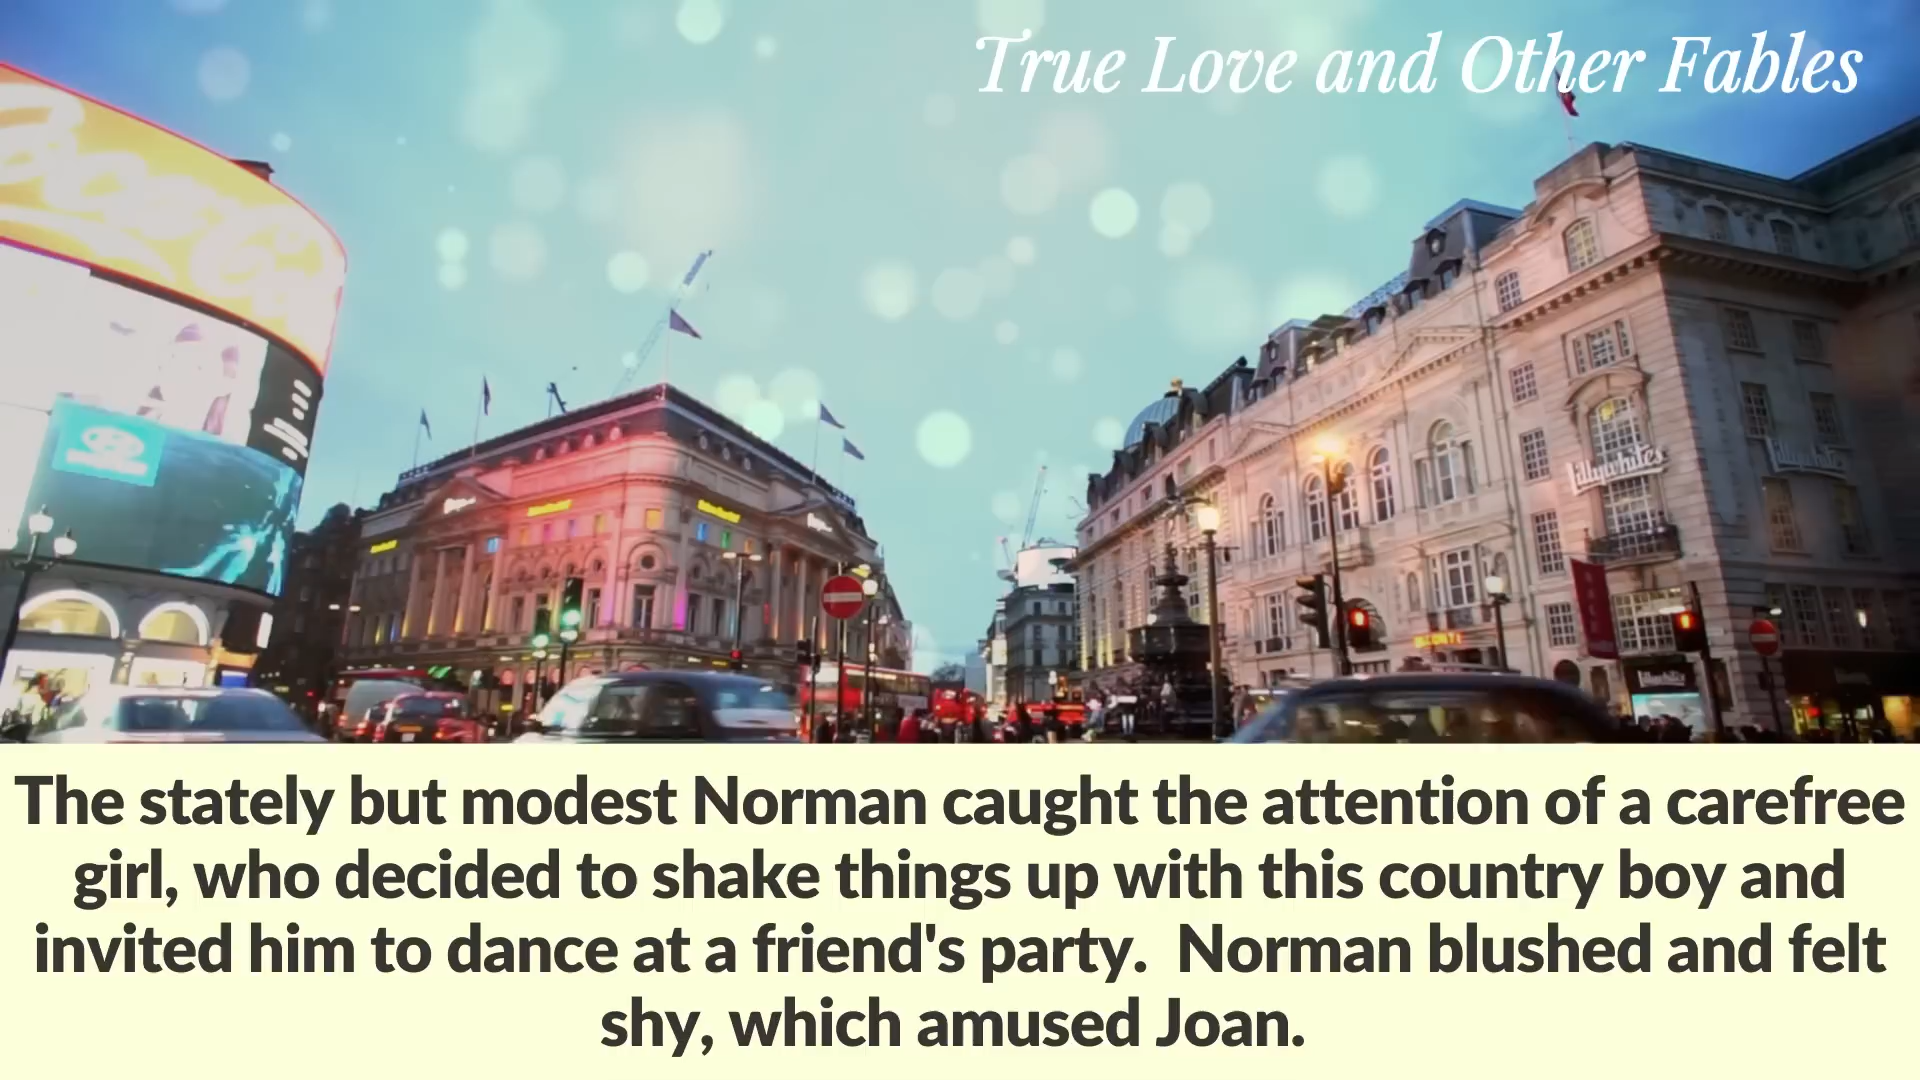 True Love and Other Fables
lillywhites
The stately but modest Norman caught the attention of a carefree
girl, who decided to shake things up with this country boy and
invited him to dance at a friend's party.  Norman blushed and felt
shy, which amused Joan.